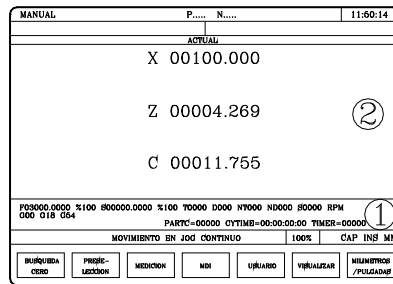 MANUAL P..... N..... 11:50:14
ACTUAL
X 00100.000
Z 00004.269
2
C 00011.755
F03000.0000 %100 S00000.0000 %100 T0000 D000 NT000 ND000 S0000 RPM
G00 G18 G54
1
PARTC=00000 CYTIME=00:00:00:00 TIMER=00000
MOVIMIENTO EN JOG CONTINUO 100% CAP INS
BUSQUEDA CERO
PRESE-LECCION
MEDICION
MDI
USUARIO
VISUALIZAR
MILIMETROS /PULGADAS